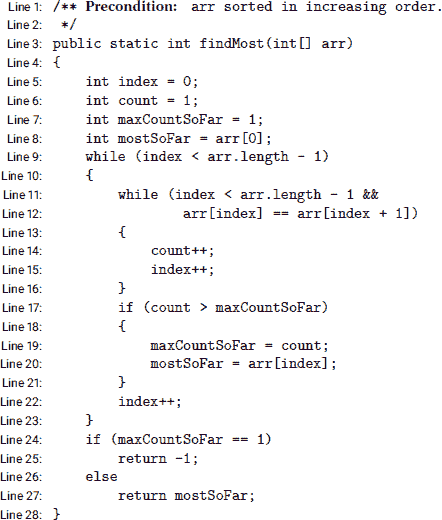 Line 1: /** Precondition: arr sorted in increasing order.
Line 2:  */
Line 3: public static int findMost(int[] arr)
Line 4: {
Line 5:     int index = 0;
Line 6:     int count = 1;
Line 7:     int maxCountSoFar = 1;
Line 8:     int mostSoFar = arr[0];
Line 9:     while (index < arr.length - 1)
Line 10:     {
Line 11:         while (index < arr.length - 1 &&
Line 12:                 arr[index] == arr[index + 1])
Line 13:         {
Line 14:             count++;
Line 15:             index++;
Line 16:         }
Line 17:         if (count > maxCountSoFar)
Line 18:         {
Line 19:             maxCountSoFar = count;
Line 20:             mostSoFar = arr[index];
Line 21:         }
Line 22:         index++;
Line 23:     }
Line 24:     if (maxCountSoFar == 1)
Line 25:         return -1;
Line 26:     else
Line 27:         return mostSoFar;
Line 28: }